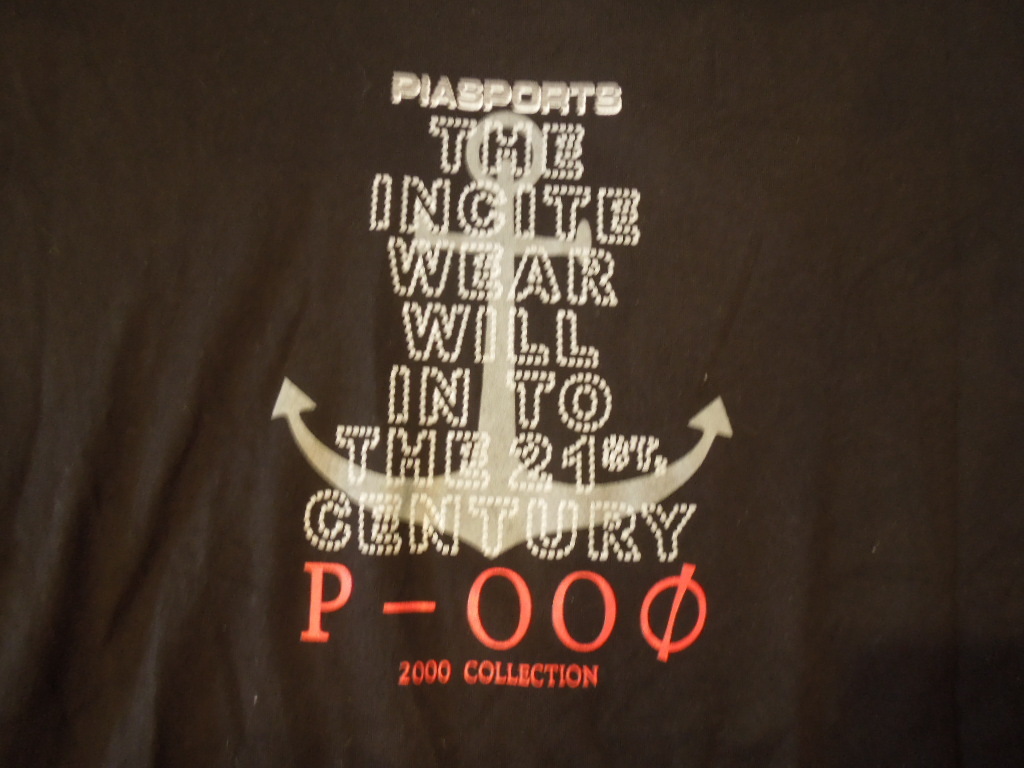 PIASPORTS
THE
INCITE
WEAR
WILL
IN TO
THE 21ST.
CENTURY
P-OOØ
2000 COLLECTION